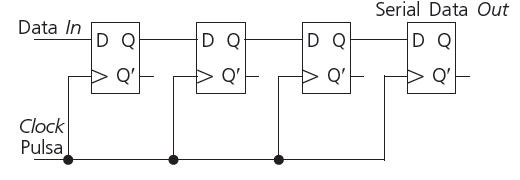 Serial Data Out
Data In
D Q D Q D Q D Q
Q' Q' Q' Q'
Clock
Pulsa